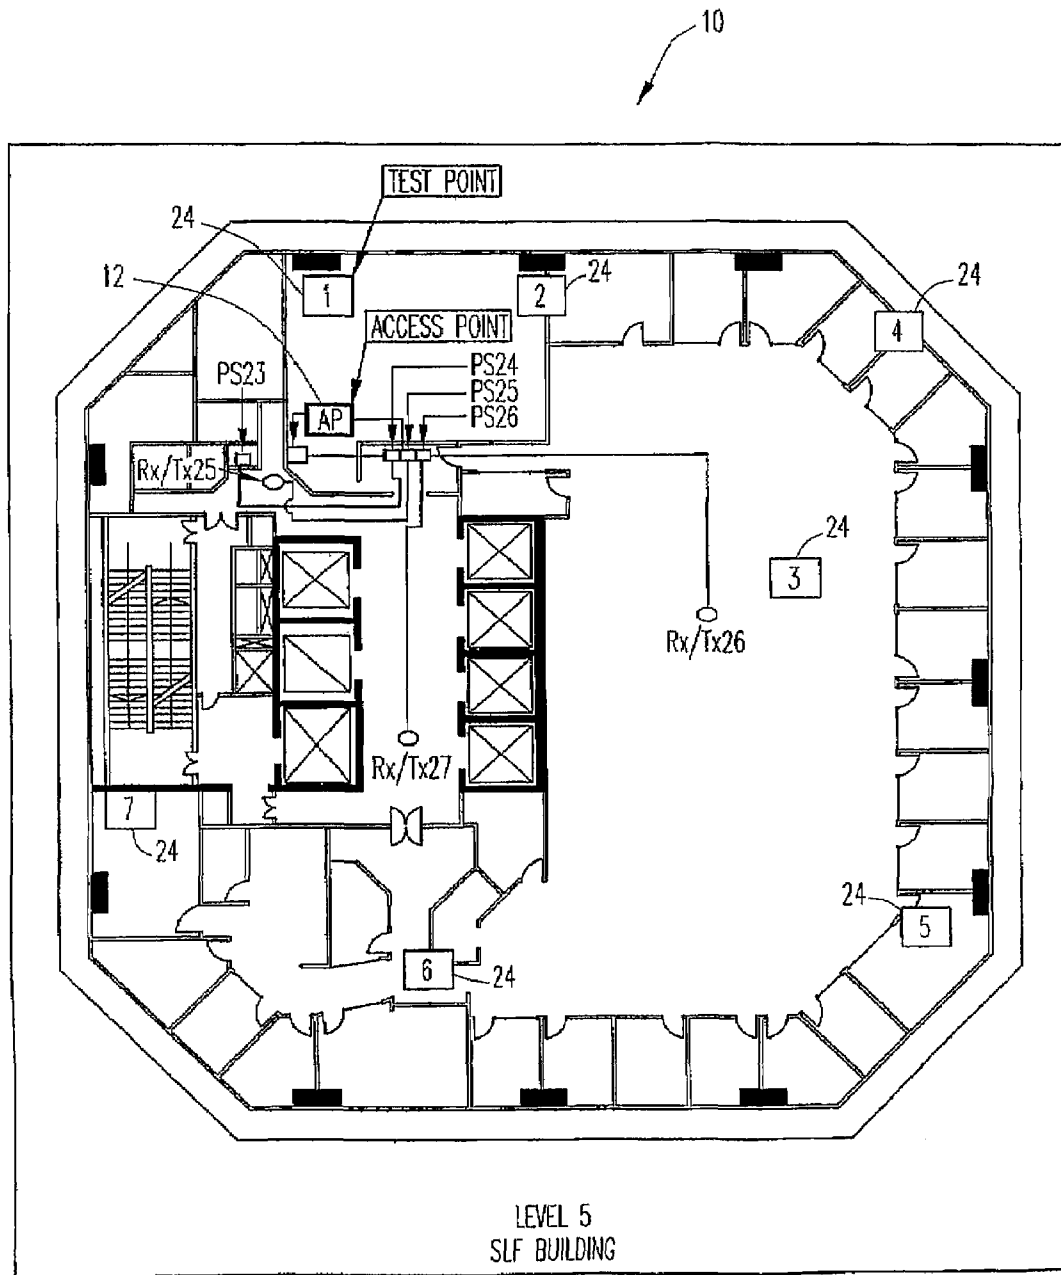 10
TEST POINT
24
12
1
2
24
24
4
ACCESS POINT
PS23
AP
PS24
PS25
PS26
Rx/Tx25
24
3
Rx/Tx26
Rx/Tx27
7
24
24
5
6
24
LEVEL 5
SLF BUILDING